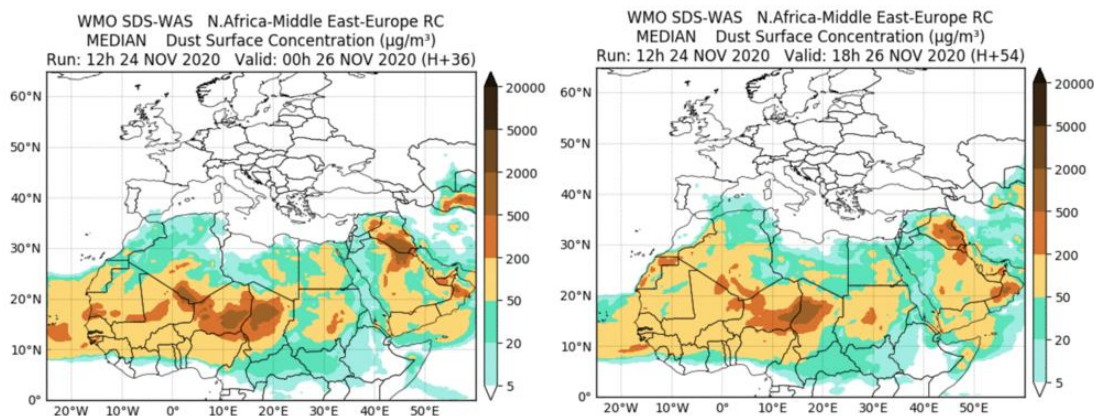 WMO SDS-WAS N.Africa-Middle East-Europe RC
MEDIAN Dust Surface Concentration (µg/m³)
Run: 12h 24 NOV 2020 Valid: 00h 26 NOV 2020 (H+36)
60°N
50°N
40°N
30°N
20°N
10°N
0°
20°W
10°W
0°
10°E
20°E
30°E
40°E
50°E
20000
5000
2000
500
200
50
20
5
WMO SDS-WAS N.Africa-Middle East-Europe RC
MEDIAN Dust Surface Concentration (µg/m³)
Run: 12h 24 NOV 2020 Valid: 18h 26 NOV 2020 (H+54)
60°N
50°N
40°N
30°N
20°N
10°N
0°
20°W
10°W
0°
10°E
20°E
30°E
40°E
50°E
20000
5000
2000
500
200
50
20
5